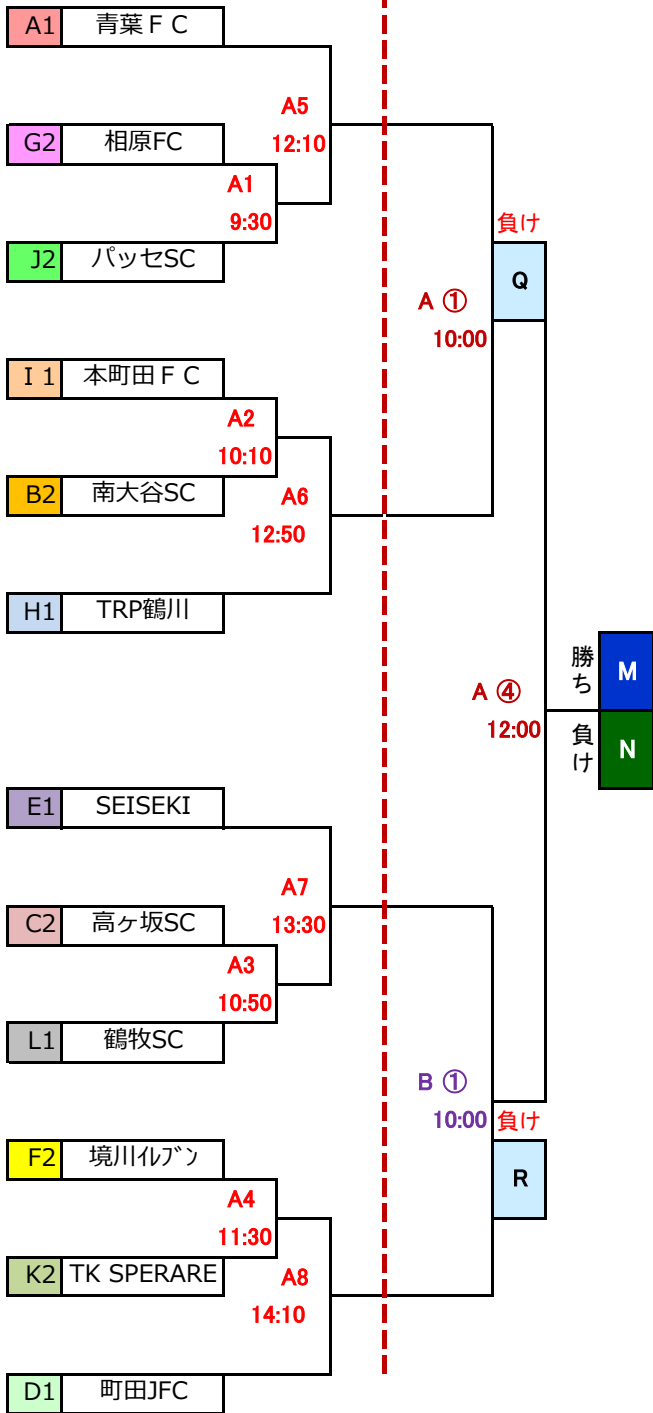 A1 青葉ＦＣ
A5
12:10
G2 相原FC
A1
9:30
J2 パッセSC
負け
Q
A ①
10:00
I 1 本町田ＦＣ
A2
10:10
B2 南大谷SC
A6
12:50
H1 TRP鶴川
勝ち
M
A ④
12:00
負け
N
E1 SEISEKI
A7
13:30
C2 高ヶ坂SC
A3
10:50
L1 鶴牧SC
B ①
10:00
負け
R
F2 境川ｲﾚﾌﾞﾝ
A4
11:30
K2 TK SPERARE
A8
14:10
D1 町田JFC